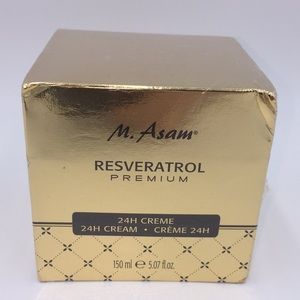 M. Asam®
RESVERATROL
PREMIUM
24H CREME
24H CREAM • CRÈME 24H
150 ml ℮ 5.07 fl.oz.